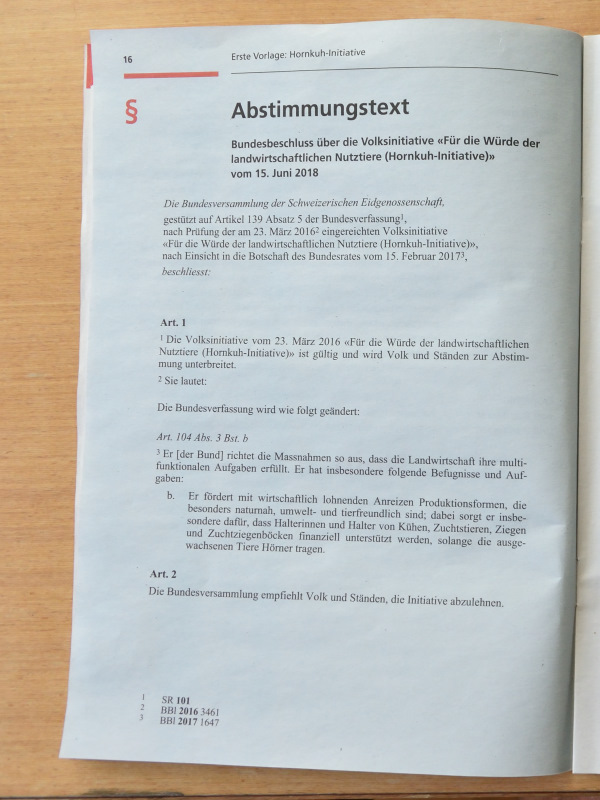 16
Erste Vorlage: Hornkuh-Initiative
§
Abstimmungstext
Bundesbeschluss über die Volksinitiative «Für die Würde der
landwirtschaftlichen Nutztiere (Hornkuh-Initiative)»
vom 15. Juni 2018
Die Bundesversammlung der Schweizerischen Eidgenossenschaft,
gestützt auf Artikel 139 Absatz 5 der Bundesverfassung¹,
nach Prüfung der am 23. März 2016² eingereichten Volksinitiative
«Für die Würde der landwirtschaftlichen Nutztiere (Hornkuh-Initiative)»,
nach Einsicht in die Botschaft des Bundesrates vom 15. Februar 2017³,
beschliesst:
Art. 1
¹ Die Volksinitiative vom 23. März 2016 «Für die Würde der landwirtschaftlichen
Nutztiere (Hornkuh-Initiative)» ist gültig und wird Volk und Ständen zur Abstim-
mung unterbreitet.
² Sie lautet:
Die Bundesverfassung wird wie folgt geändert:
Art. 104 Abs. 3 Bst. b
³ Er [der Bund] richtet die Massnahmen so aus, dass die Landwirtschaft ihre multi-
funktionalen Aufgaben erfüllt. Er hat insbesondere folgende Befugnisse und Auf-
gaben:
b. Er fördert mit wirtschaftlich lohnenden Anreizen Produktionsformen, die
besonders naturnah, umwelt- und tierfreundlich sind; dabei sorgt er insbe-
sondere dafür, dass Halterinnen und Halter von Kühen, Zuchtstieren, Ziegen
und Zuchtziegenböcken finanziell unterstützt werden, solange die ausge-
wachsenen Tiere Hörner tragen.
Art. 2
Die Bundesversammlung empfiehlt Volk und Ständen, die Initiative abzulehnen.
¹ SR 101
² BBl 2016 3461
³ BBl 2017 1647